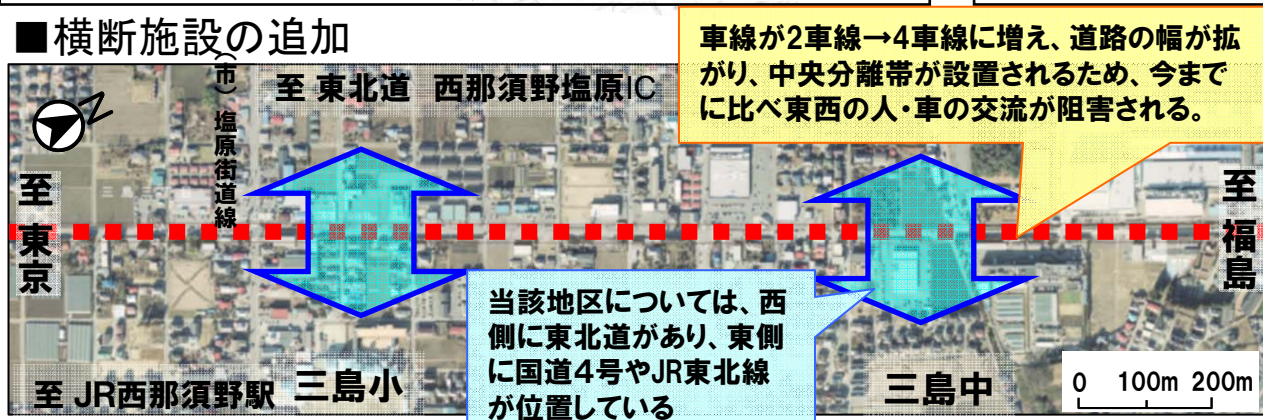 ■横断施設の追加
車線が2車線→4車線に増え、道路の幅が拡
がり、中央分離帯が設置されるため、今まで
に比べ東西の人・車の交流が阻害される。
至 東北道 西那須野塩原IC
(市)塩原街道線
至 東京
至 福島
当該地区については、西
側に東北道があり、東側
に国道4号やJR東北線
が位置している
至 JR西那須野駅
三島小
三島中
0 100m 200m